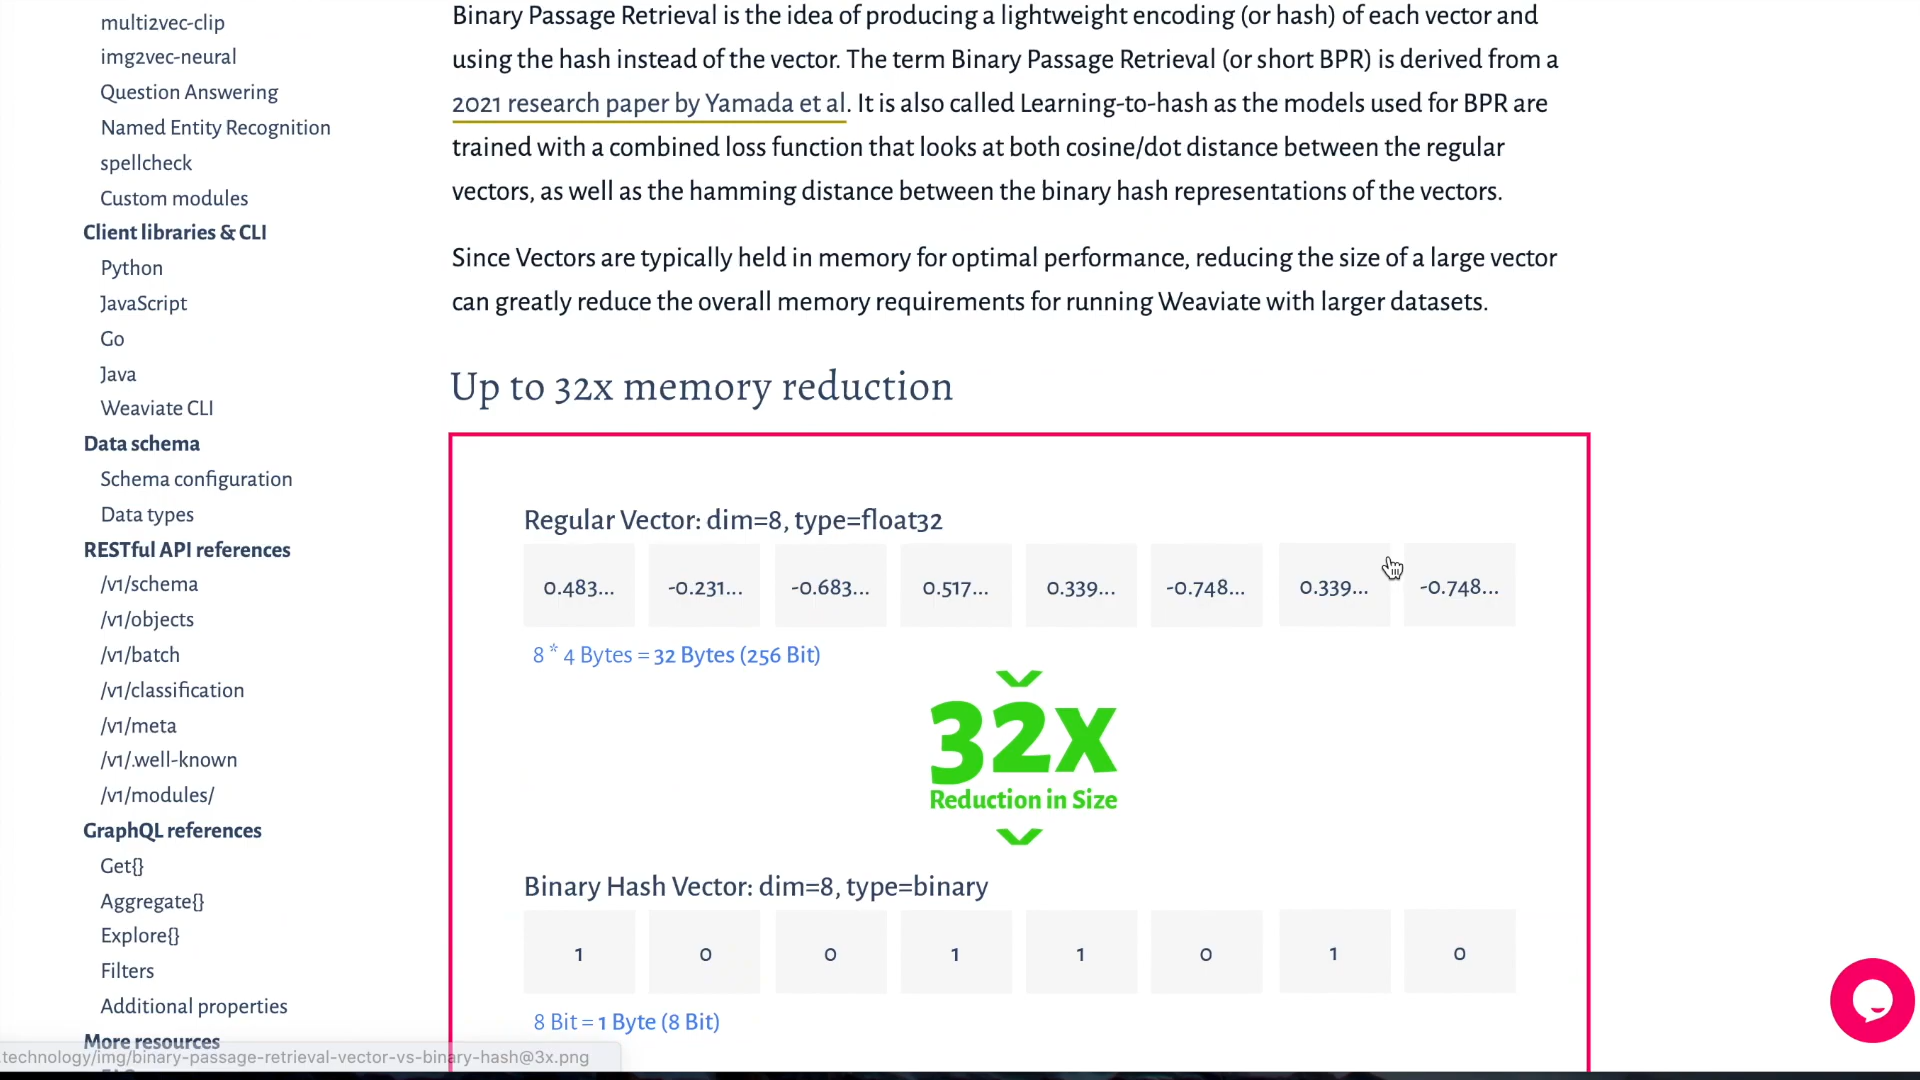 multi2vec-clip
img2vec-neural
Question Answering
Named Entity Recognition
spellcheck
Custom modules
Client libraries & CLI
Python
JavaScript
Go
Java
Weaviate CLI
Data schema
Schema configuration
Data types
RESTful API references
/v1/schema
/v1/objects
/v1/batch
/v1/classification
/v1/meta
/v1/.well-known
/v1/modules/
GraphQL references
Get{}
Aggregate{}
Explore{}
Filters
Additional properties
More resources
Binary Passage Retrieval is the idea of producing a lightweight encoding (or hash) of each vector and
using the hash instead of the vector. The term Binary Passage Retrieval (or short BPR) is derived from a
2021 research paper by Yamada et al. It is also called Learning-to-hash as the models used for BPR are
trained with a combined loss function that looks at both cosine/dot distance between the regular
vectors, as well as the hamming distance between the binary hash representations of the vectors.
Since Vectors are typically held in memory for optimal performance, reducing the size of a large vector
can greatly reduce the overall memory requirements for running Weaviate with larger datasets.
Up to 32x memory reduction
Regular Vector: dim=8, type=float32
0.483... -0.231... -0.683... 0.517... 0.339... -0.748... 0.339... -0.748...
8 * 4 Bytes = 32 Bytes (256 Bit)
32X
Reduction in Size
Binary Hash Vector: dim=8, type=binary
1 0 0 1 1 0 1 0
8 Bit = 1 Byte (8 Bit)
.technology/img/binary-passage-retrieval-vector-vs-binary-hash@3x.png